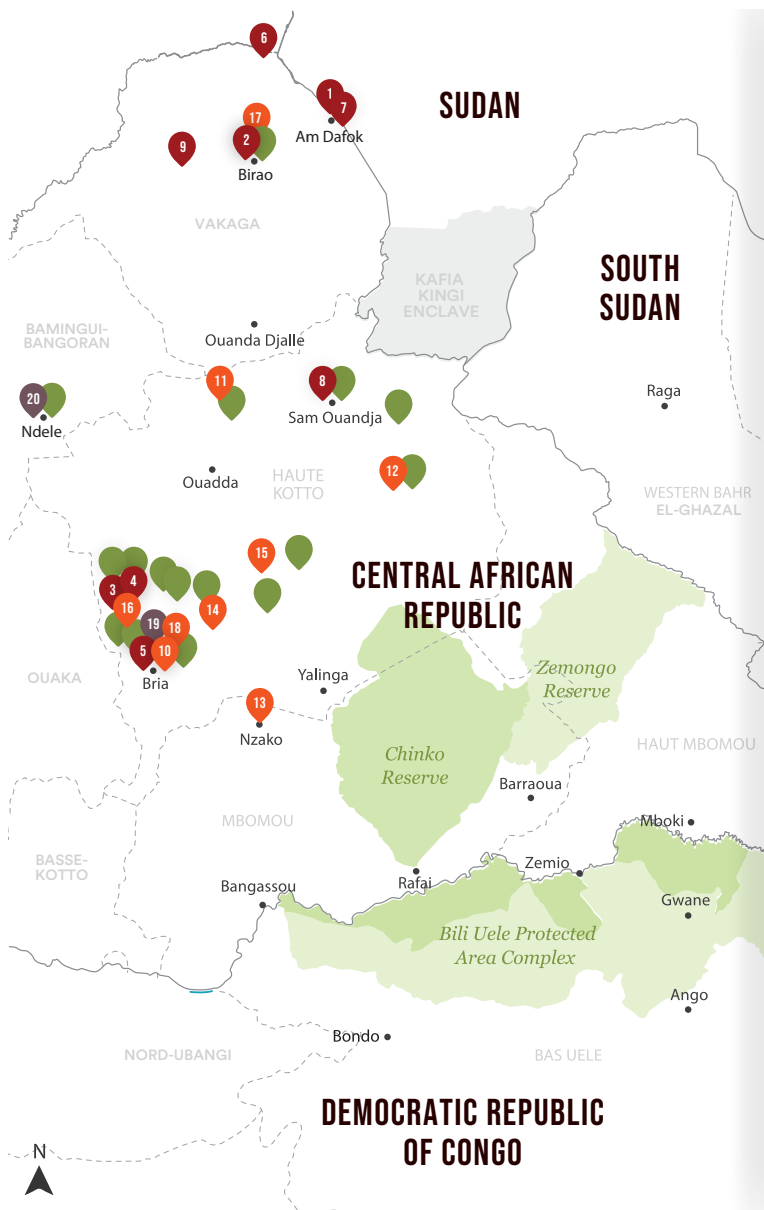 6
1
7
SUDAN
17
2
9
Am Dafok
Birao
VAKAGA
KAFIA
KINGI
ENCLAVE
SOUTH
SUDAN
BAMINGUI-
BANGORAN
Ouanda Djalle
11
8
20
Raga
Sam Ouandja
Ndele
Ouadda
HAUTE
KOTTO
12
WESTERN BAHR
EL-GHAZAL
15
CENTRAL AFRICAN
REPUBLIC
3
4
16
14
19
18
5
10
OUAKA
Bria
Yalinga
Zemongo
Reserve
13
Nzako
Chinko
Reserve
HAUT MBOMOU
Barraoua
MBOMOU
Mboki
BASSE-
KOTTO
Zemio
Rafai
Bangassou
Gwane
Bili Uele Protected
Area Complex
Ango
Bondo
NORD-UBANGI
BAS UELE
DEMOCRATIC REPUBLIC
OF CONGO
N